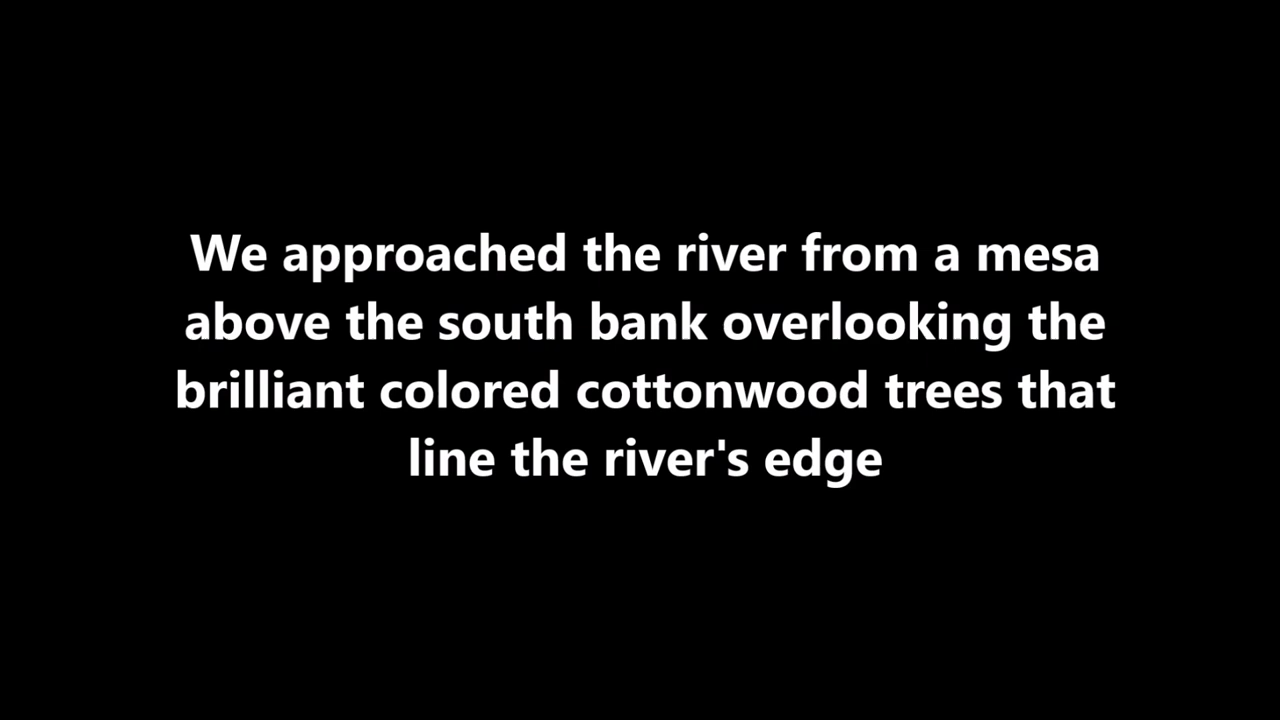 We approached the river from a mesa
above the south bank overlooking the
brilliant colored cottonwood trees that
line the river's edge